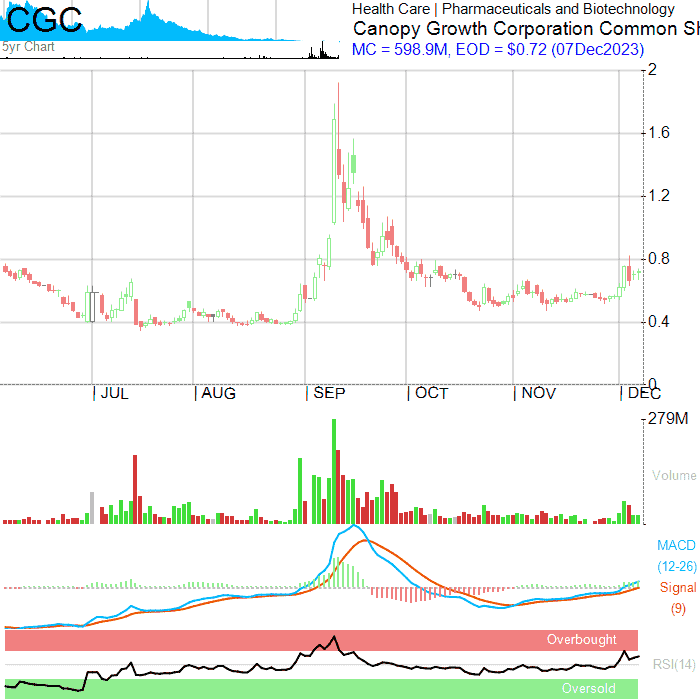 CGC
5yr Chart
Health Care | Pharmaceuticals and Biotechnology
Canopy Growth Corporation Common Sh
MC = 598.9M, EOD = $0.72 (07Dec2023)
2
1.6
1.2
0.8
0.4
0
JUL AUG SEP OCT NOV DEC
279M
Volume
MACD
(12-26)
Signal
(9)
Overbought
RSI(14)
Oversold